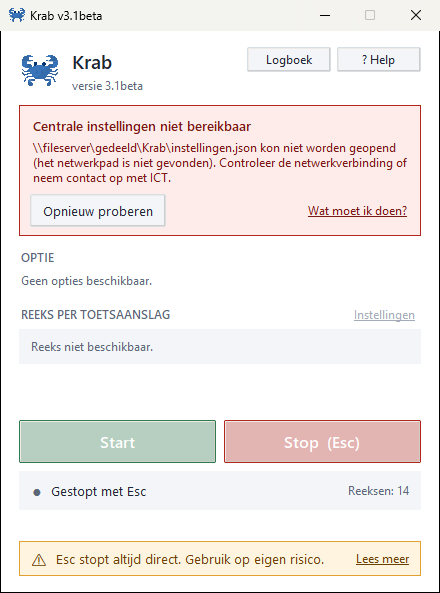 Krab v3.1beta
Krab
versie 3.1beta
Logboek
? Help
Centrale instellingen niet bereikbaar
\\fileserver\gedeeld\Krab\instellingen.json kon niet worden geopend
(het netwerkpad is niet gevonden). Controleer de netwerkverbinding of
neem contact op met ICT.
Opnieuw proberen
Wat moet ik doen?
OPTIE
Geen opties beschikbaar.
REEKS PER TOETSAANSLAG
Instellingen
Reeks niet beschikbaar.
Start
Stop (Esc)
Gestopt met Esc
Reeksen: 14
Esc stopt altijd direct. Gebruik op eigen risico.
Lees meer